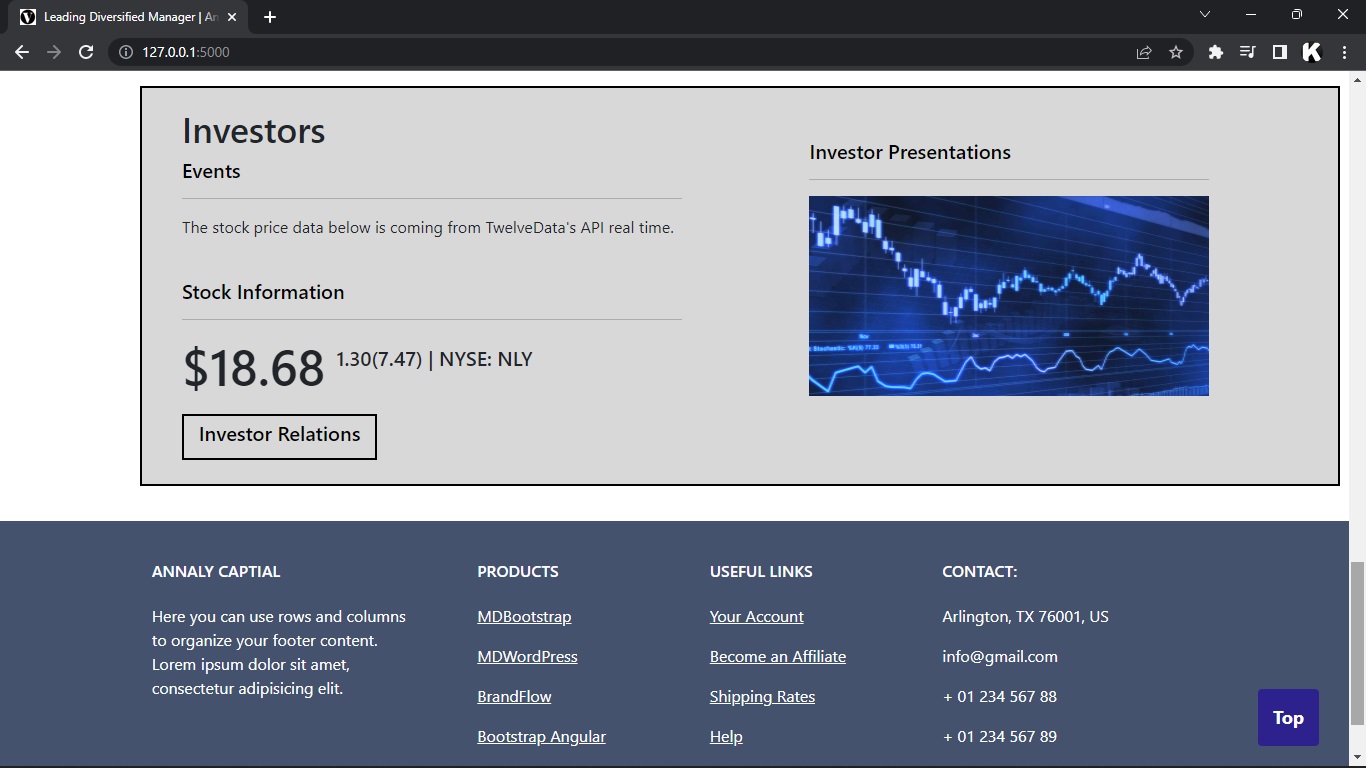 Leading Diversified Manager | An
127.0.0.1:5000
Investors
Events
The stock price data below is coming from TwelveData's API real time.
Stock Information
$18.68 1.30(7.47) | NYSE: NLY
Investor Relations
Investor Presentations
ANNALY CAPTIAL
Here you can use rows and columns
to organize your footer content.
Lorem ipsum dolor sit amet,
consectetur adipisicing elit.
PRODUCTS
MDBootstrap
MDWordPress
BrandFlow
Bootstrap Angular
USEFUL LINKS
Your Account
Become an Affiliate
Shipping Rates
Help
CONTACT:
Arlington, TX 76001, US
info@gmail.com
+ 01 234 567 88
+ 01 234 567 89
Top